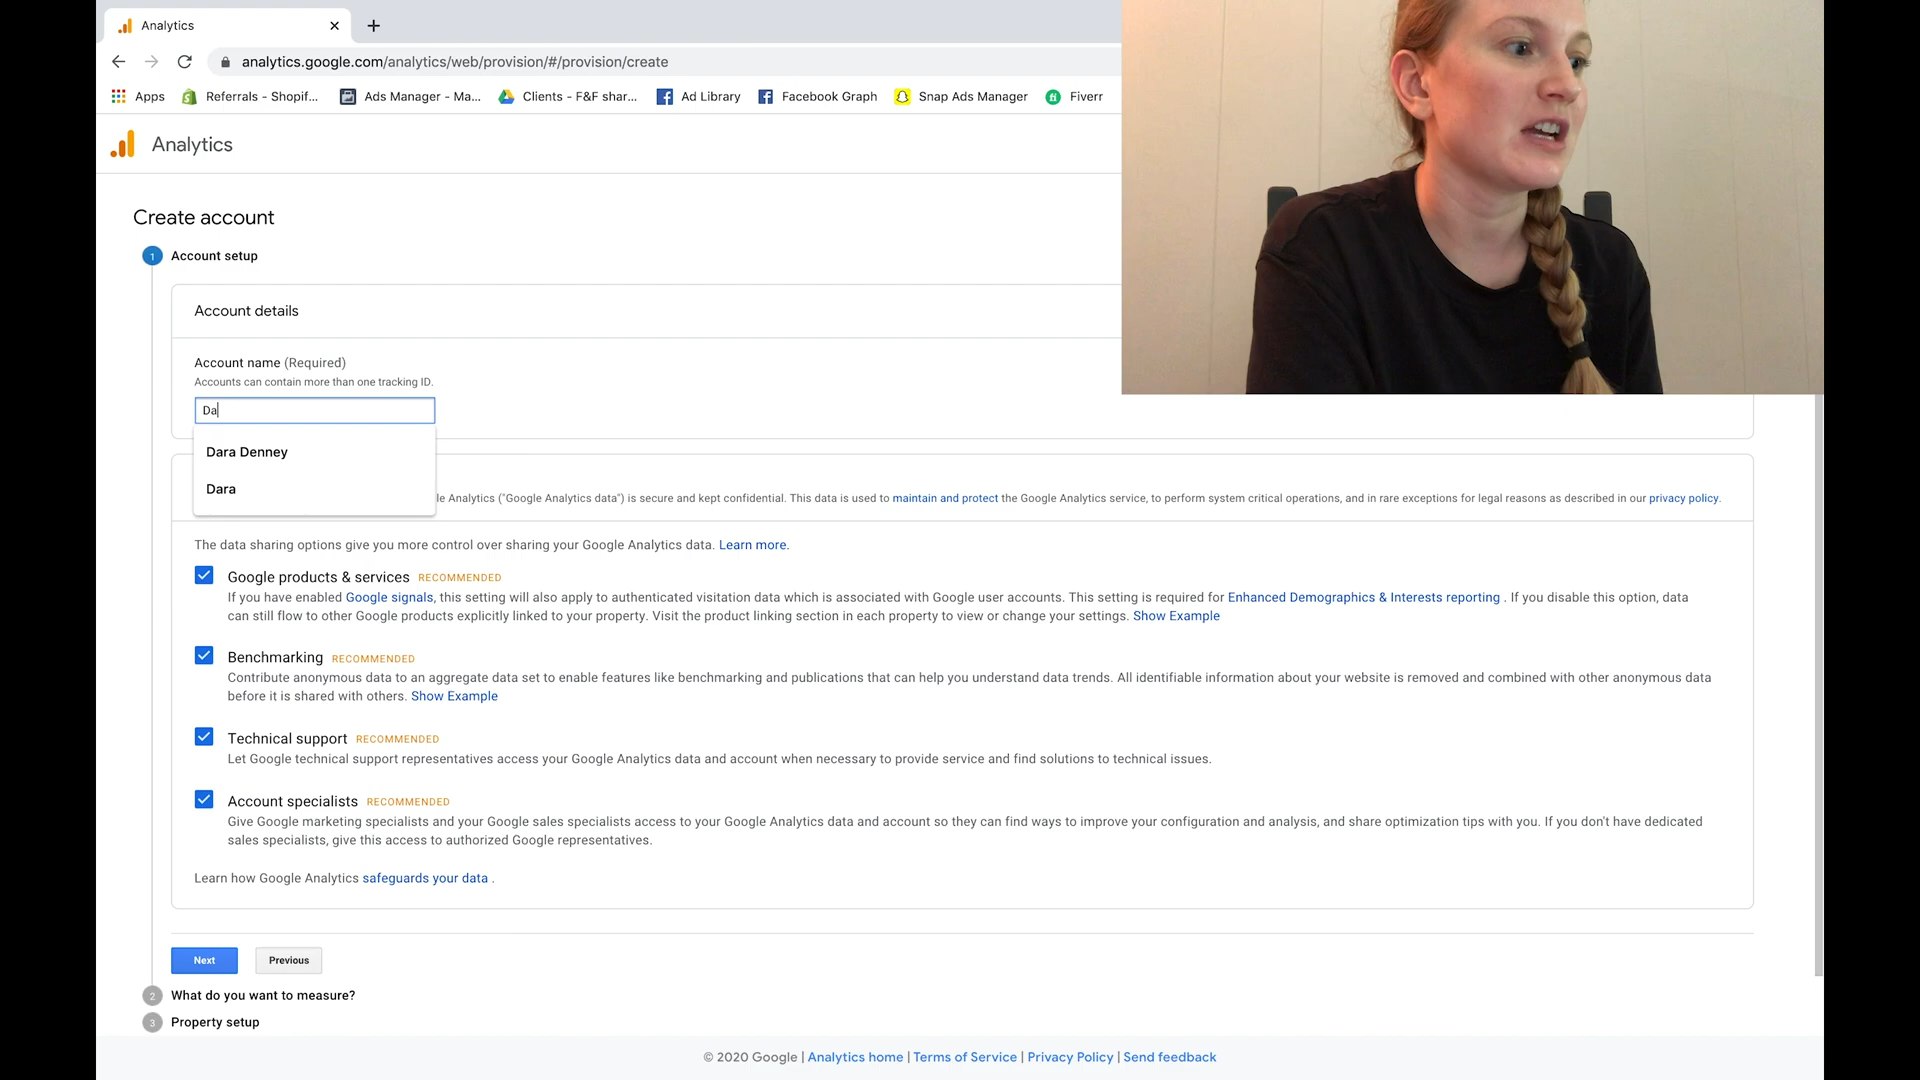 Analytics
analytics.google.com/analytics/web/provision/#/provision/create
Apps
Referrals - Shopif...
Ads Manager - Ma...
Clients - F&F shar...
Ad Library
Facebook Graph
Snap Ads Manager
Fiverr
Analytics
Create account
1 Account setup
Account details
Account name (Required)
Accounts can contain more than one tracking ID.
Da
Dara Denney
Dara
le Analytics ("Google Analytics data") is secure and kept confidential. This data is used to maintain and protect the Google Analytics service, to perform system critical operations, and in rare exceptions for legal reasons as described in our privacy policy.
The data sharing options give you more control over sharing your Google Analytics data. Learn more.
Google products & services RECOMMENDED
If you have enabled Google signals, this setting will also apply to authenticated visitation data which is associated with Google user accounts. This setting is required for Enhanced Demographics & Interests reporting . If you disable this option, data
can still flow to other Google products explicitly linked to your property. Visit the product linking section in each property to view or change your settings. Show Example
Benchmarking RECOMMENDED
Contribute anonymous data to an aggregate data set to enable features like benchmarking and publications that can help you understand data trends. All identifiable information about your website is removed and combined with other anonymous data
before it is shared with others. Show Example
Technical support RECOMMENDED
Let Google technical support representatives access your Google Analytics data and account when necessary to provide service and find solutions to technical issues.
Account specialists RECOMMENDED
Give Google marketing specialists and your Google sales specialists access to your Google Analytics data and account so they can find ways to improve your configuration and analysis, and share optimization tips with you. If you don't have dedicated
sales specialists, give this access to authorized Google representatives.
Learn how Google Analytics safeguards your data .
Next
Previous
2 What do you want to measure?
3 Property setup
© 2020 Google | Analytics home | Terms of Service | Privacy Policy | Send feedback